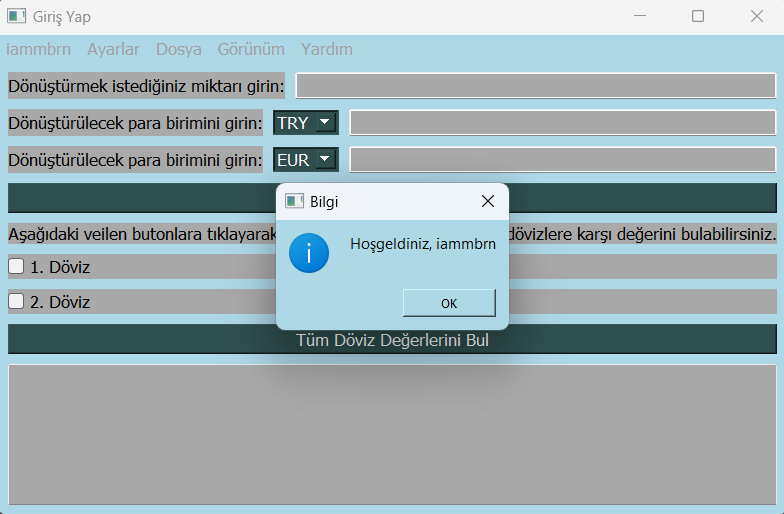 Giriş Yap
iammbrn Ayarlar Dosya Görünüm Yardım
Dönüştürmek istediğiniz miktarı girin:
Dönüştürülecek para birimini girin: TRY
Dönüştürülecek para birimini girin: EUR
Bilgi
Hoşgeldiniz, iammbrn
OK
Aşağıdaki veilen butonlara tıklayarak dövizlere karşı değerini bulabilirsiniz.
1. Döviz
2. Döviz
Tüm Döviz Değerlerini Bul